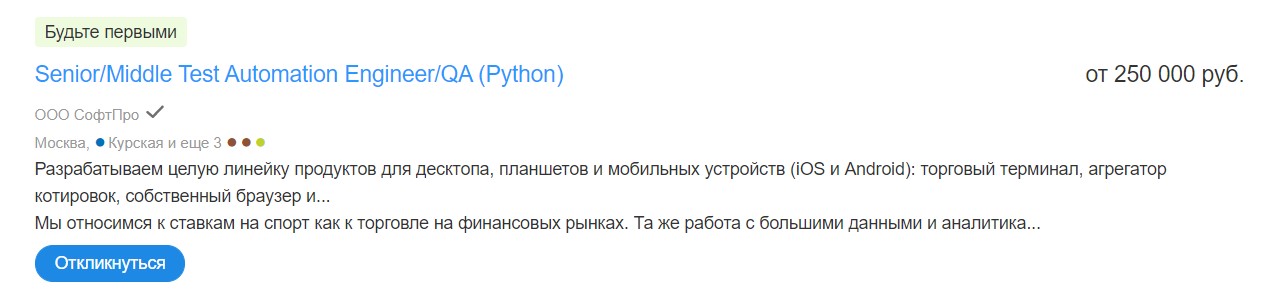 Будьте первыми
Senior/Middle Test Automation Engineer/QA (Python)
от 250 000 руб.
ООО СофтПро
Москва, Курская и еще 3
Разрабатываем целую линейку продуктов для десктопа, планшетов и мобильных устройств (iOS и Android): торговый терминал, агрегатор
котировок, собственный браузер и...
Мы относимся к ставкам на спорт как к торговле на финансовых рынках. Та же работа с большими данными и аналитика...
Откликнуться